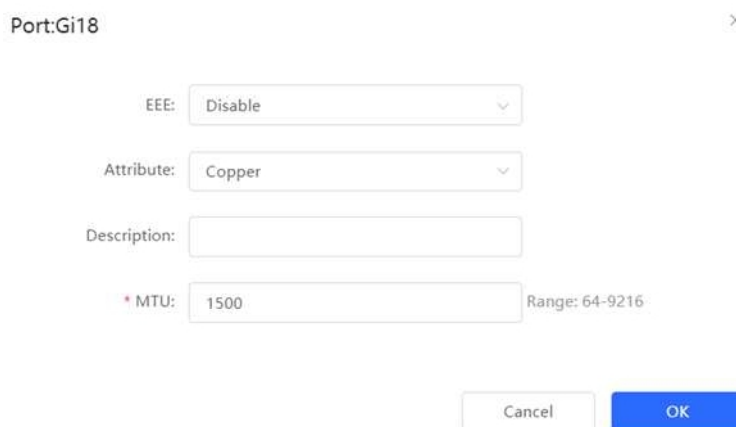 Port:Gi18
EEE: Disable
Attribute: Copper
Description:
* MTU: 1500 Range: 64-9216
Cancel OK